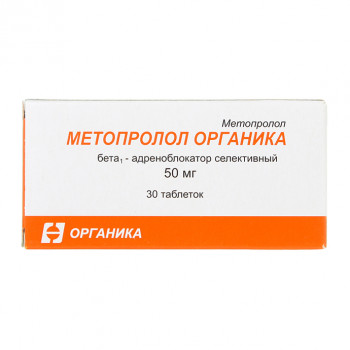 Метопролол
МЕТОПРОЛОЛ ОРГАНИКА
бета₁ - адреноблокатор селективный
50 мг
30 таблеток
ОРГАНИКА